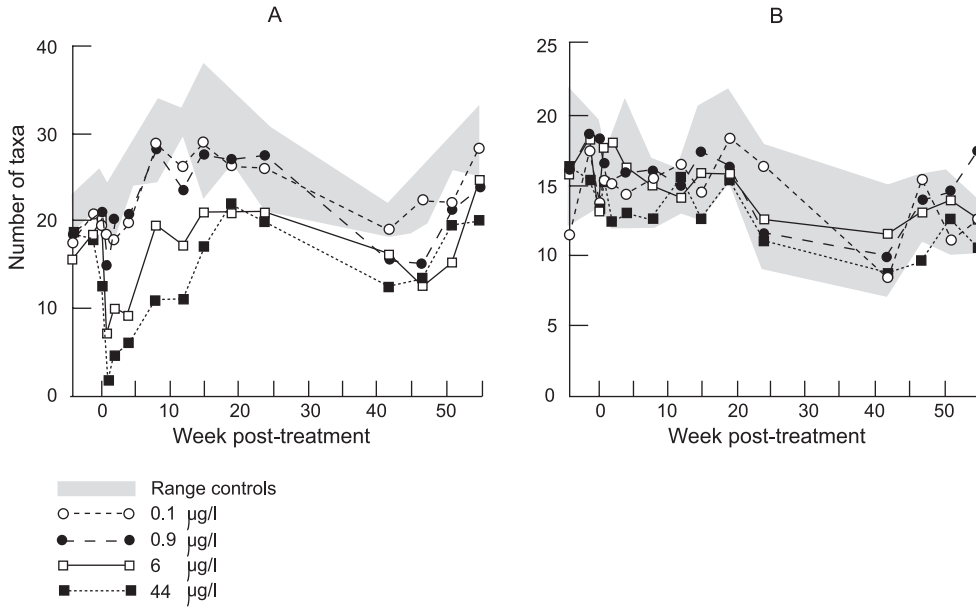 A
B
Number of taxa
40
30
20
10
0
0
10
20
30
40
50
Week post-treatment
25
20
15
10
5
0
0
10
20
30
40
50
Week post-treatment
Range controls
0.1 µg/l
0.9 µg/l
6 µg/l
44 µg/l